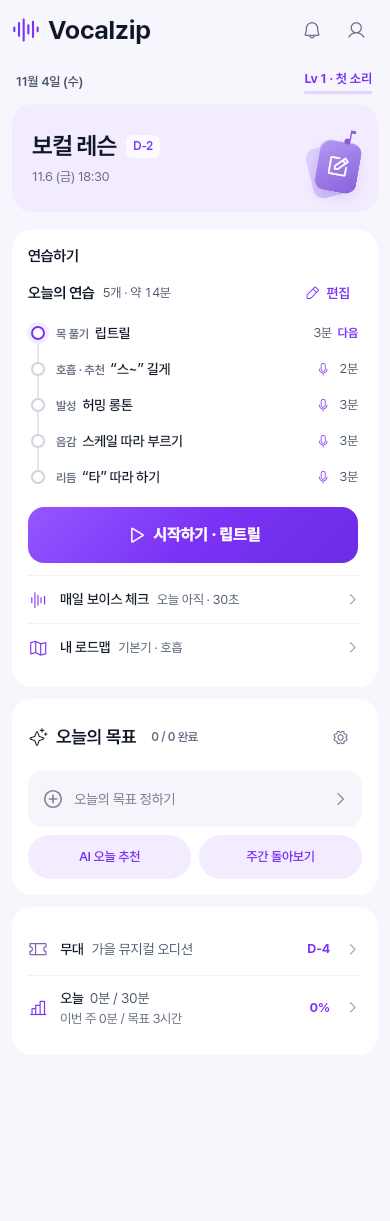 Vocalzip
11월 4일 (수)
Lv 1 · 첫 소리
보컬 레슨 D-2
11.6 (금) 18:30
연습하기
오늘의 연습 5개 · 약 14분 편집
목 풀기 립트릴 3분 다음
호흡 · 추천 “스~” 길게 2분
발성 허밍 롱톤 3분
음감 스케일 따라 부르기 3분
리듬 “타” 따라 하기 3분
시작하기 · 립트릴
매일 보이스 체크 오늘 아직 · 30초
내 로드맵 기본기 · 호흡
오늘의 목표 0 / 0 완료
오늘의 목표 정하기
AI 오늘 추천 주간 돌아보기
무대 가을 뮤지컬 오디션 D-4
오늘 0분 / 30분 0%
이번 주 0분 / 목표 3시간